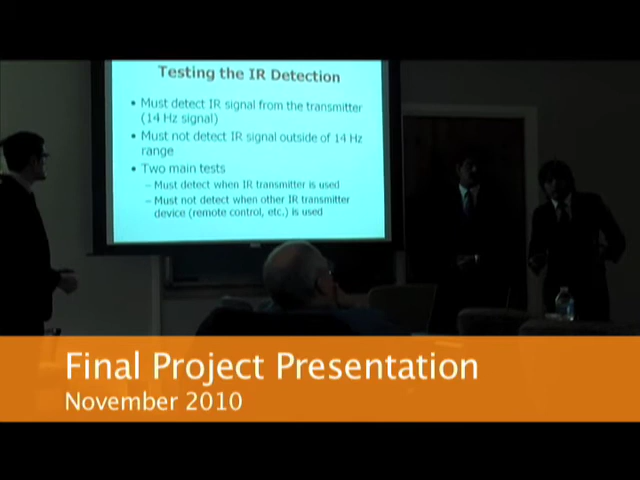 Testing the IR Detection
• Must detect IR signal from the transmitter
(14 Hz signal)
• Must not detect IR signal outside of 14 Hz
range
• Two main tests
– Must detect when IR transmitter is used
– Must not detect when other IR transmitter
device (remote control, etc.) is used
Final Project Presentation
November 2010